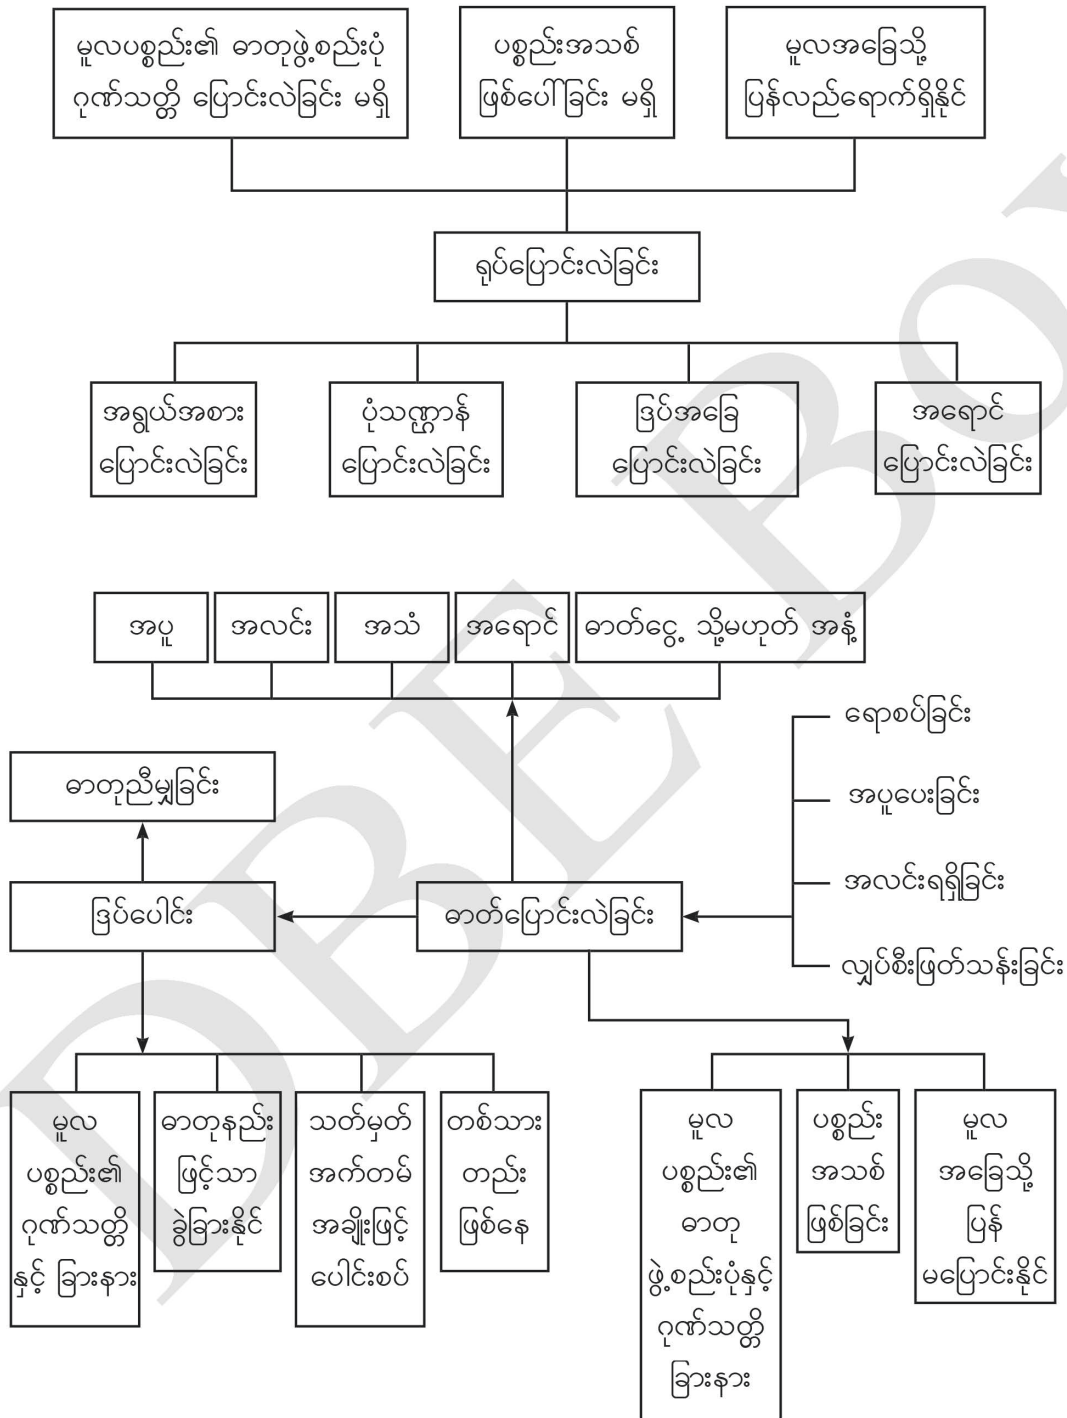 မူလပစ္စည်း၏ ဓာတုဖွဲ့စည်းပုံ
ဂုဏ်သတ္တိ ပြောင်းလဲခြင်း မရှိ
ပစ္စည်းအသစ်
ဖြစ်ပေါ်ခြင်း မရှိ
မူလအခြေသို့
ပြန်လည်ရောက်ရှိနိုင်
ရုပ်ပြောင်းလဲခြင်း
အရွယ်အစား
ပြောင်းလဲခြင်း
ပုံသဏ္ဌာန်
ပြောင်းလဲခြင်း
ဒြပ်အခြေ
ပြောင်းလဲခြင်း
အရောင်
ပြောင်းလဲခြင်း
အပူ
အလင်း
အသံ
အရောင်
ဓာတ်ငွေ့ သို့မဟုတ် အနံ့
ရောစပ်ခြင်း
အပူပေးခြင်း
အလင်းရရှိခြင်း
လျှပ်စီးဖြတ်သန်းခြင်း
ဓာတုညီမျှခြင်း
ဒြပ်ပေါင်း
ဓာတ်ပြောင်းလဲခြင်း
မူလ
ပစ္စည်း၏
ဂုဏ်သတ္တိ
နှင့် ခြားနား
ဓာတုနည်း
ဖြင့်သာ
ခွဲခြားနိုင်
သတ်မှတ်
အက်တမ်
အချိုးဖြင့်
ပေါင်းစပ်
တစ်သား
တည်း
ဖြစ်နေ
မူလ
ပစ္စည်း၏
ဓာတု
ဖွဲ့စည်းပုံနှင့်
ဂုဏ်သတ္တိ
ခြားနား
ပစ္စည်း
အသစ်
ဖြစ်ခြင်း
မူလ
အခြေသို့
ပြန်
မပြောင်းနိုင်
DBE Bo